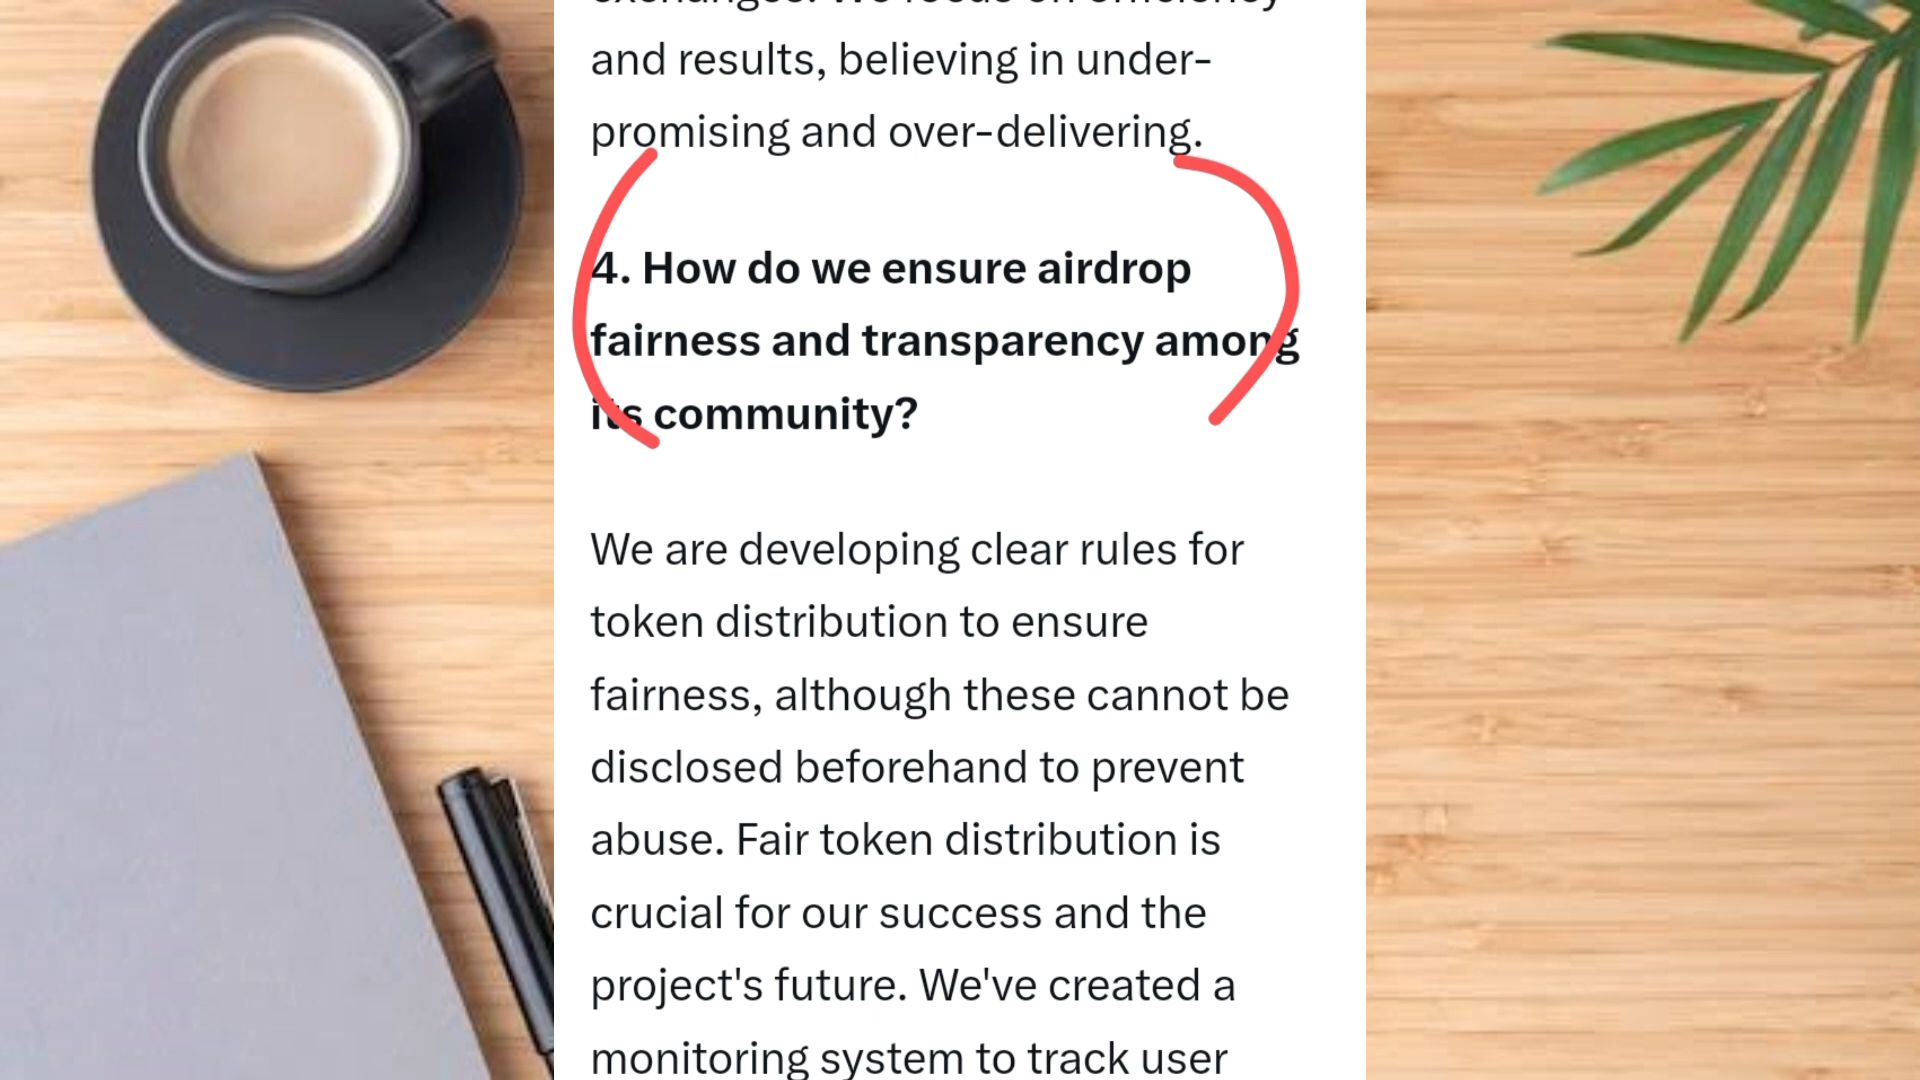 and results, believing in under-
promising and over-delivering.
4. How do we ensure airdrop
fairness and transparency among
its community?
We are developing clear rules for
token distribution to ensure
fairness, although these cannot be
disclosed beforehand to prevent
abuse. Fair token distribution is
crucial for our success and the
project's future. We've created a
monitoring system to track user